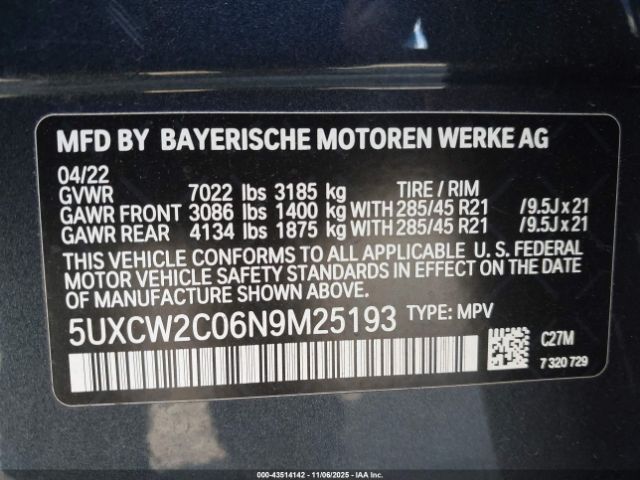 MFD BY BAYERISCHE MOTOREN WERKE AG
04/22
GVWR 7022 lbs 3185 kg TIRE / RIM
GAWR FRONT 3086 lbs 1400 kg WITH 285/45 R21 /9.5J x 21
GAWR REAR 4134 lbs 1875 kg WITH 285/45 R21 /9.5J x 21
THIS VEHICLE CONFORMS TO ALL APPLICABLE U. S. FEDERAL
MOTOR VEHICLE SAFETY STANDARDS IN EFFECT ON THE DATE
OF MANUFACTURE SHOWN ABOVE.
5UXCW2C06N9M25193 TYPE: MPV
C27M
7 320 729
000-43514142 - 11/06/2025 - IAA Inc.